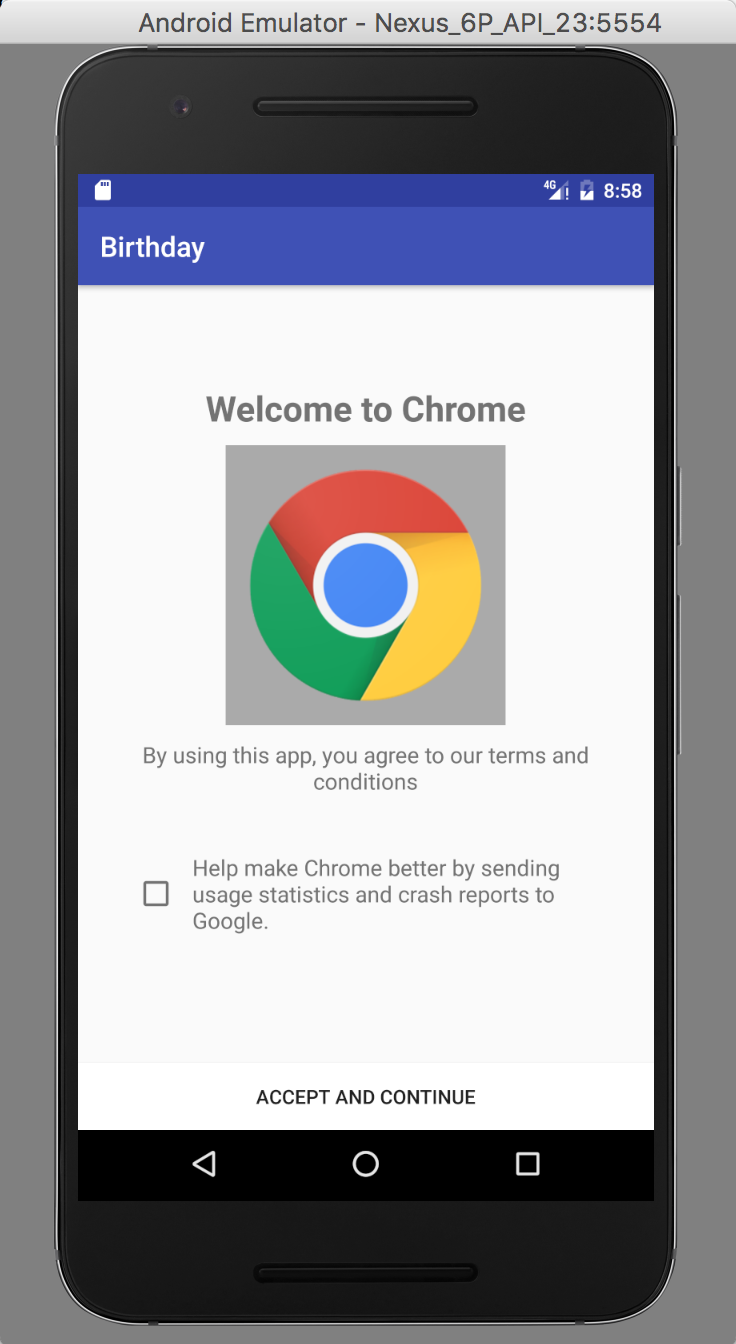 Android Emulator - Nexus_6P_API_23:5554
4G 8:58
Birthday
Welcome to Chrome
By using this app, you agree to our terms and
conditions
Help make Chrome better by sending
usage statistics and crash reports to
Google.
ACCEPT AND CONTINUE